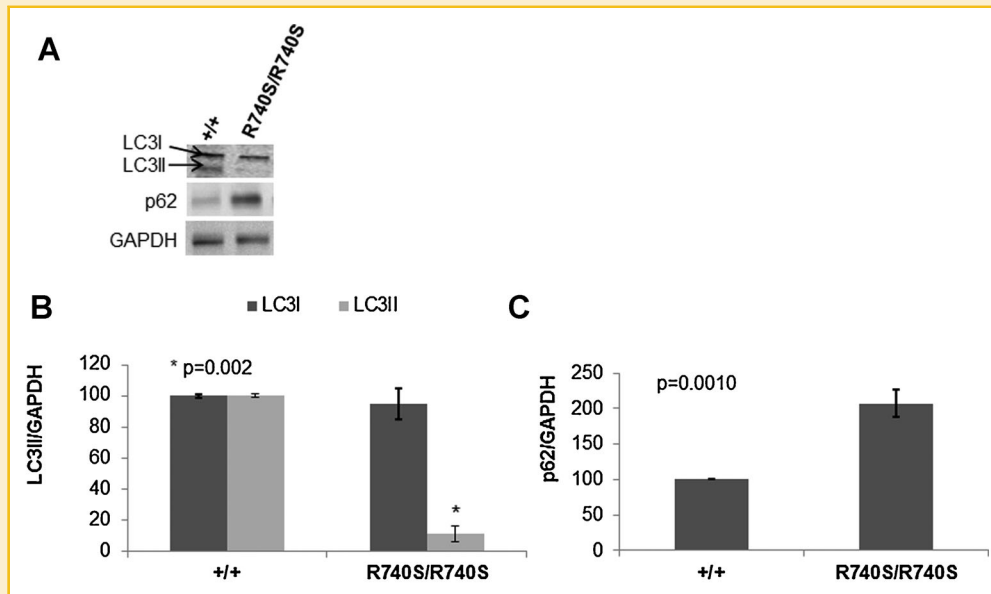 A
+/+
R740S/R740S
LC3I
LC3II
p62
GAPDH
B
LC3I LC3II
LC3II/GAPDH
120
100
80
60
40
20
0
* p=0.002
*
+/+ R740S/R740S
C
p62/GAPDH
250
200
150
100
50
0
p=0.0010
+/+ R740S/R740S